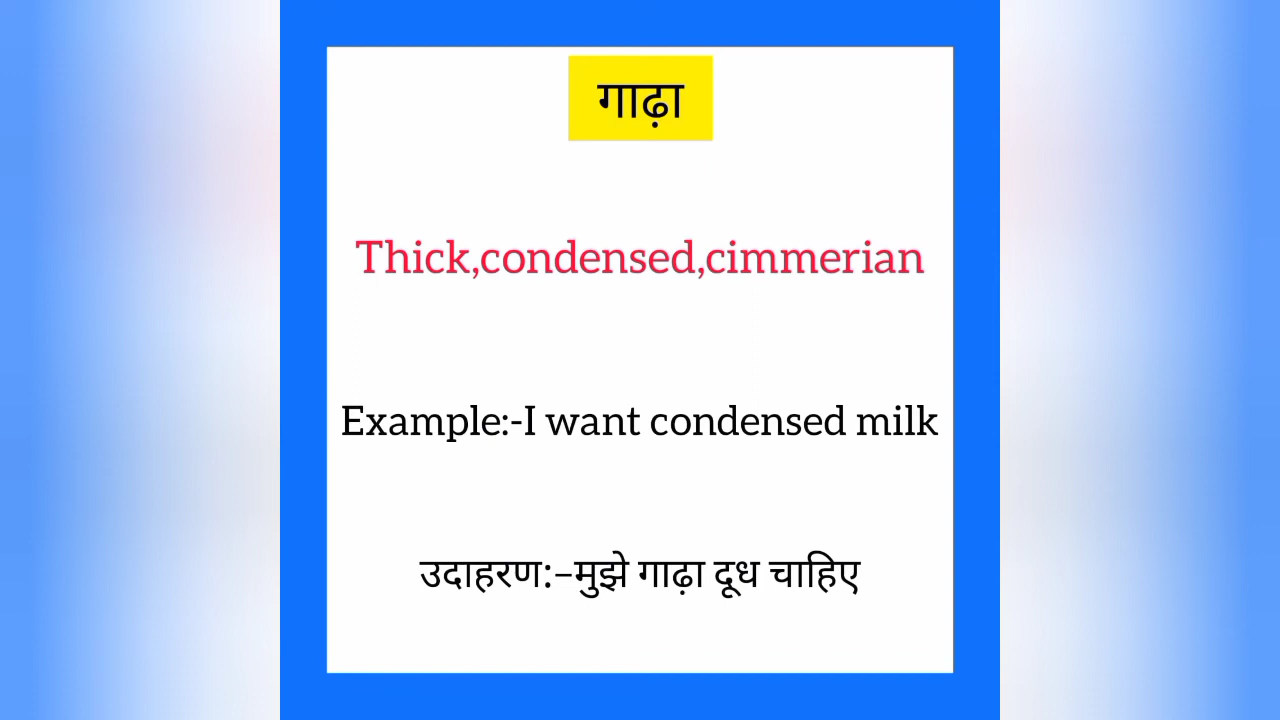 गाढ़ा
Thick,condensed,cimmerian
Example:-I want condensed milk
उदाहरण:–मुझे गाढ़ा दूध चाहिए